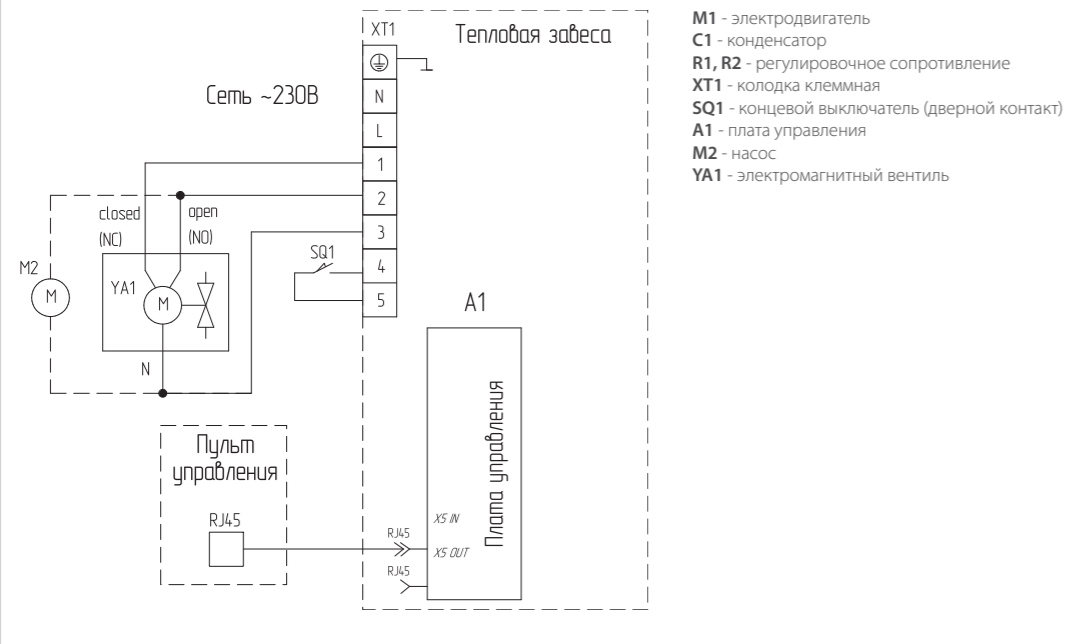 XT1
Тепловая завеса
Сеть ~230В
N
L
1
2
3
4
5
closed
(NC)
open
(NO)
SQ1
M2
M
YA1
M
N
A1
Плата управления
Пульт
управления
RJ45
RJ45
X5 IN
X5 OUT
RJ45
M1 - электродвигатель
C1 - конденсатор
R1, R2 - регулировочное сопротивление
XT1 - колодка клеммная
SQ1 - концевой выключатель (дверной контакт)
A1 - плата управления
M2 - насос
YA1 - электромагнитный вентиль